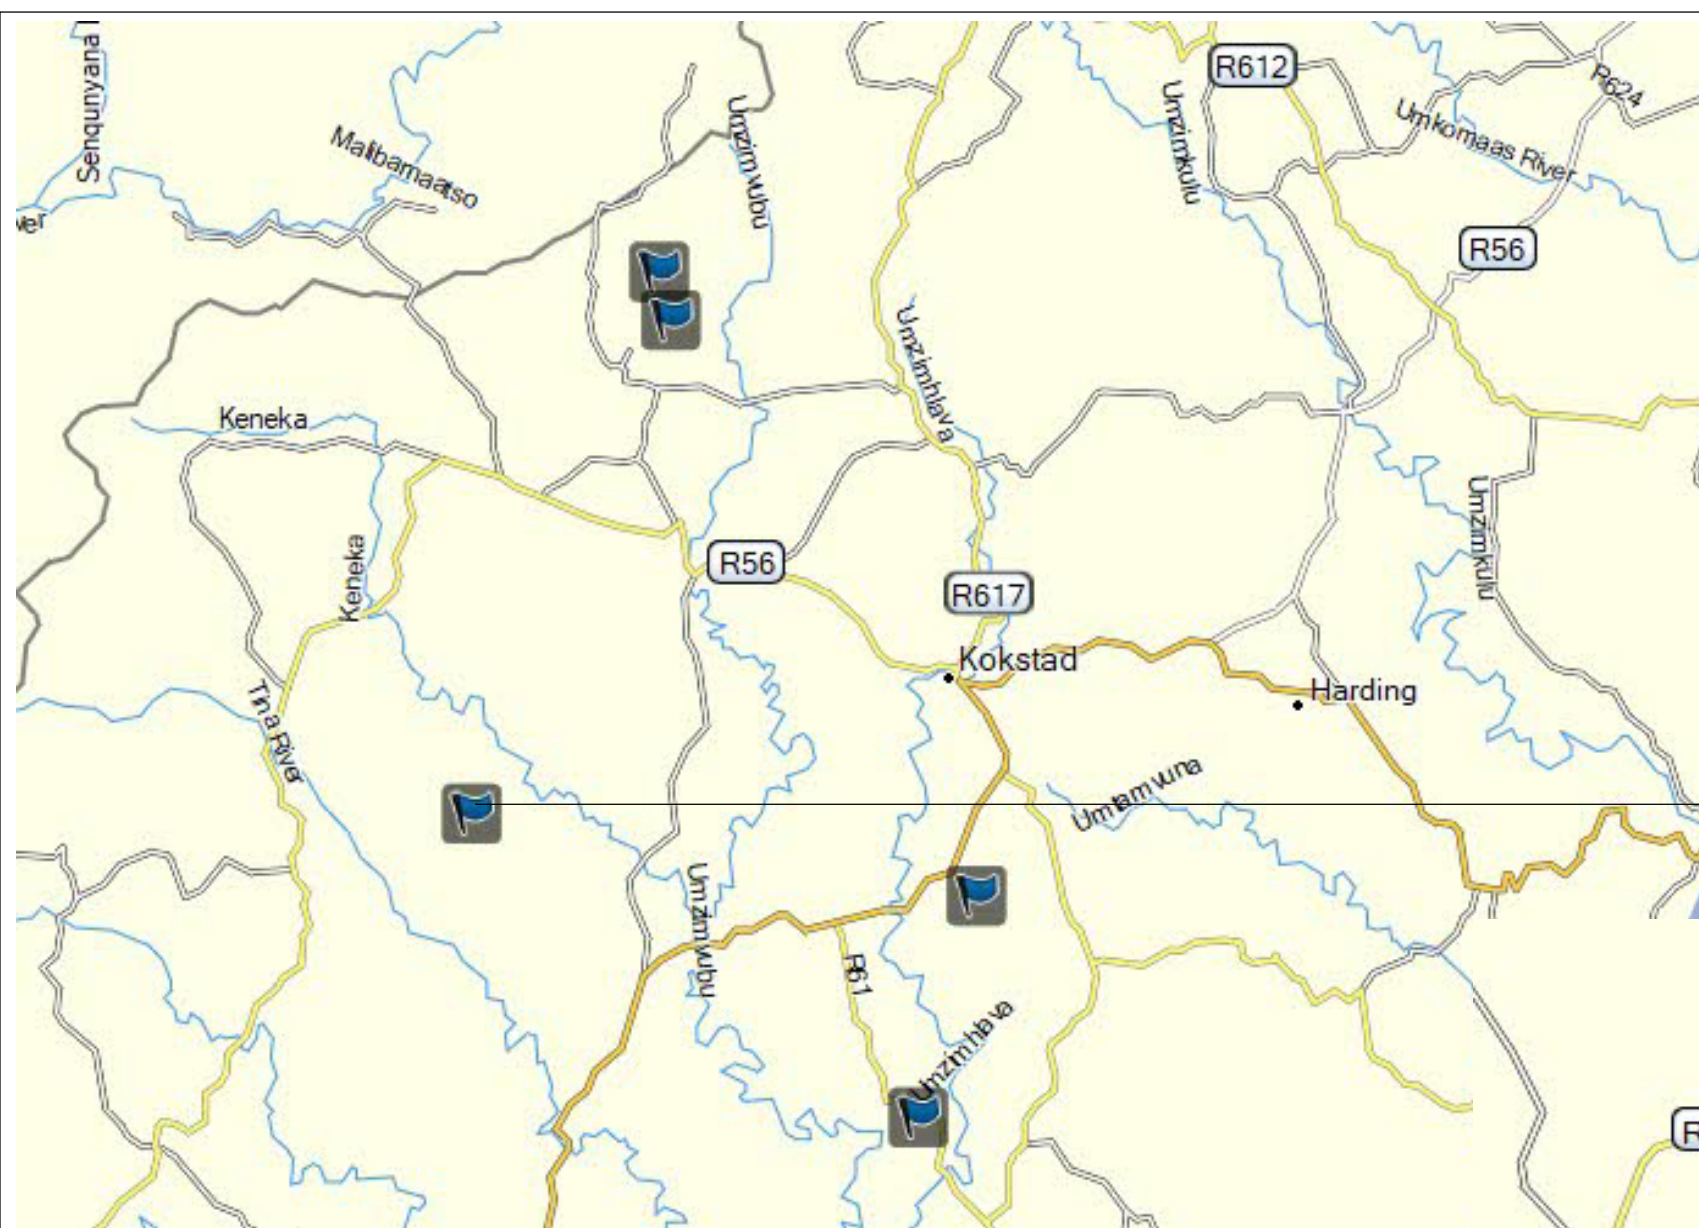 Senqunyana
Malibamaatso
Umzimvubu
Umzimkulu
R612
R624
Umkomaas River
ver
R56
Umzimhlava
Keneka
Keneka
Umzimkulu
R56
R617
Kokstad
Harding
Tina River
Umtamvuna
Umzimvubu
R61
Umzimhlava
R